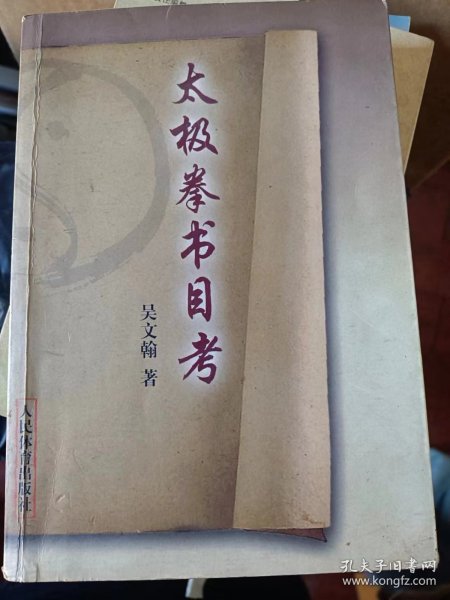 太极拳书目考
吴文翰 著
人民体育出版社
孔夫子旧书网
www.kongfz.com